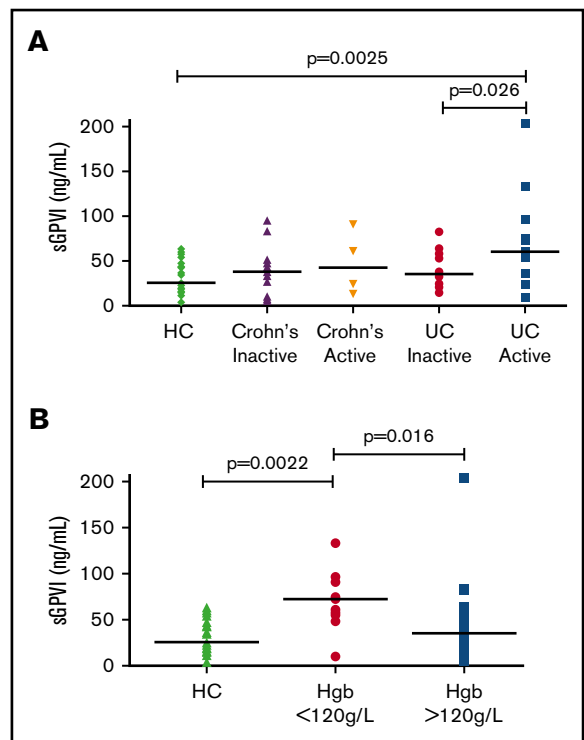 A
p=0.0025
p=0.026
sGPVI (ng/mL)
200
150
100
50
0
HC
Crohn's
Inactive
Crohn's
Active
UC
Inactive
UC
Active
B
p=0.0022
p=0.016
sGPVI (ng/mL)
200
150
100
50
0
HC
Hgb
<120g/L
Hgb
>120g/L